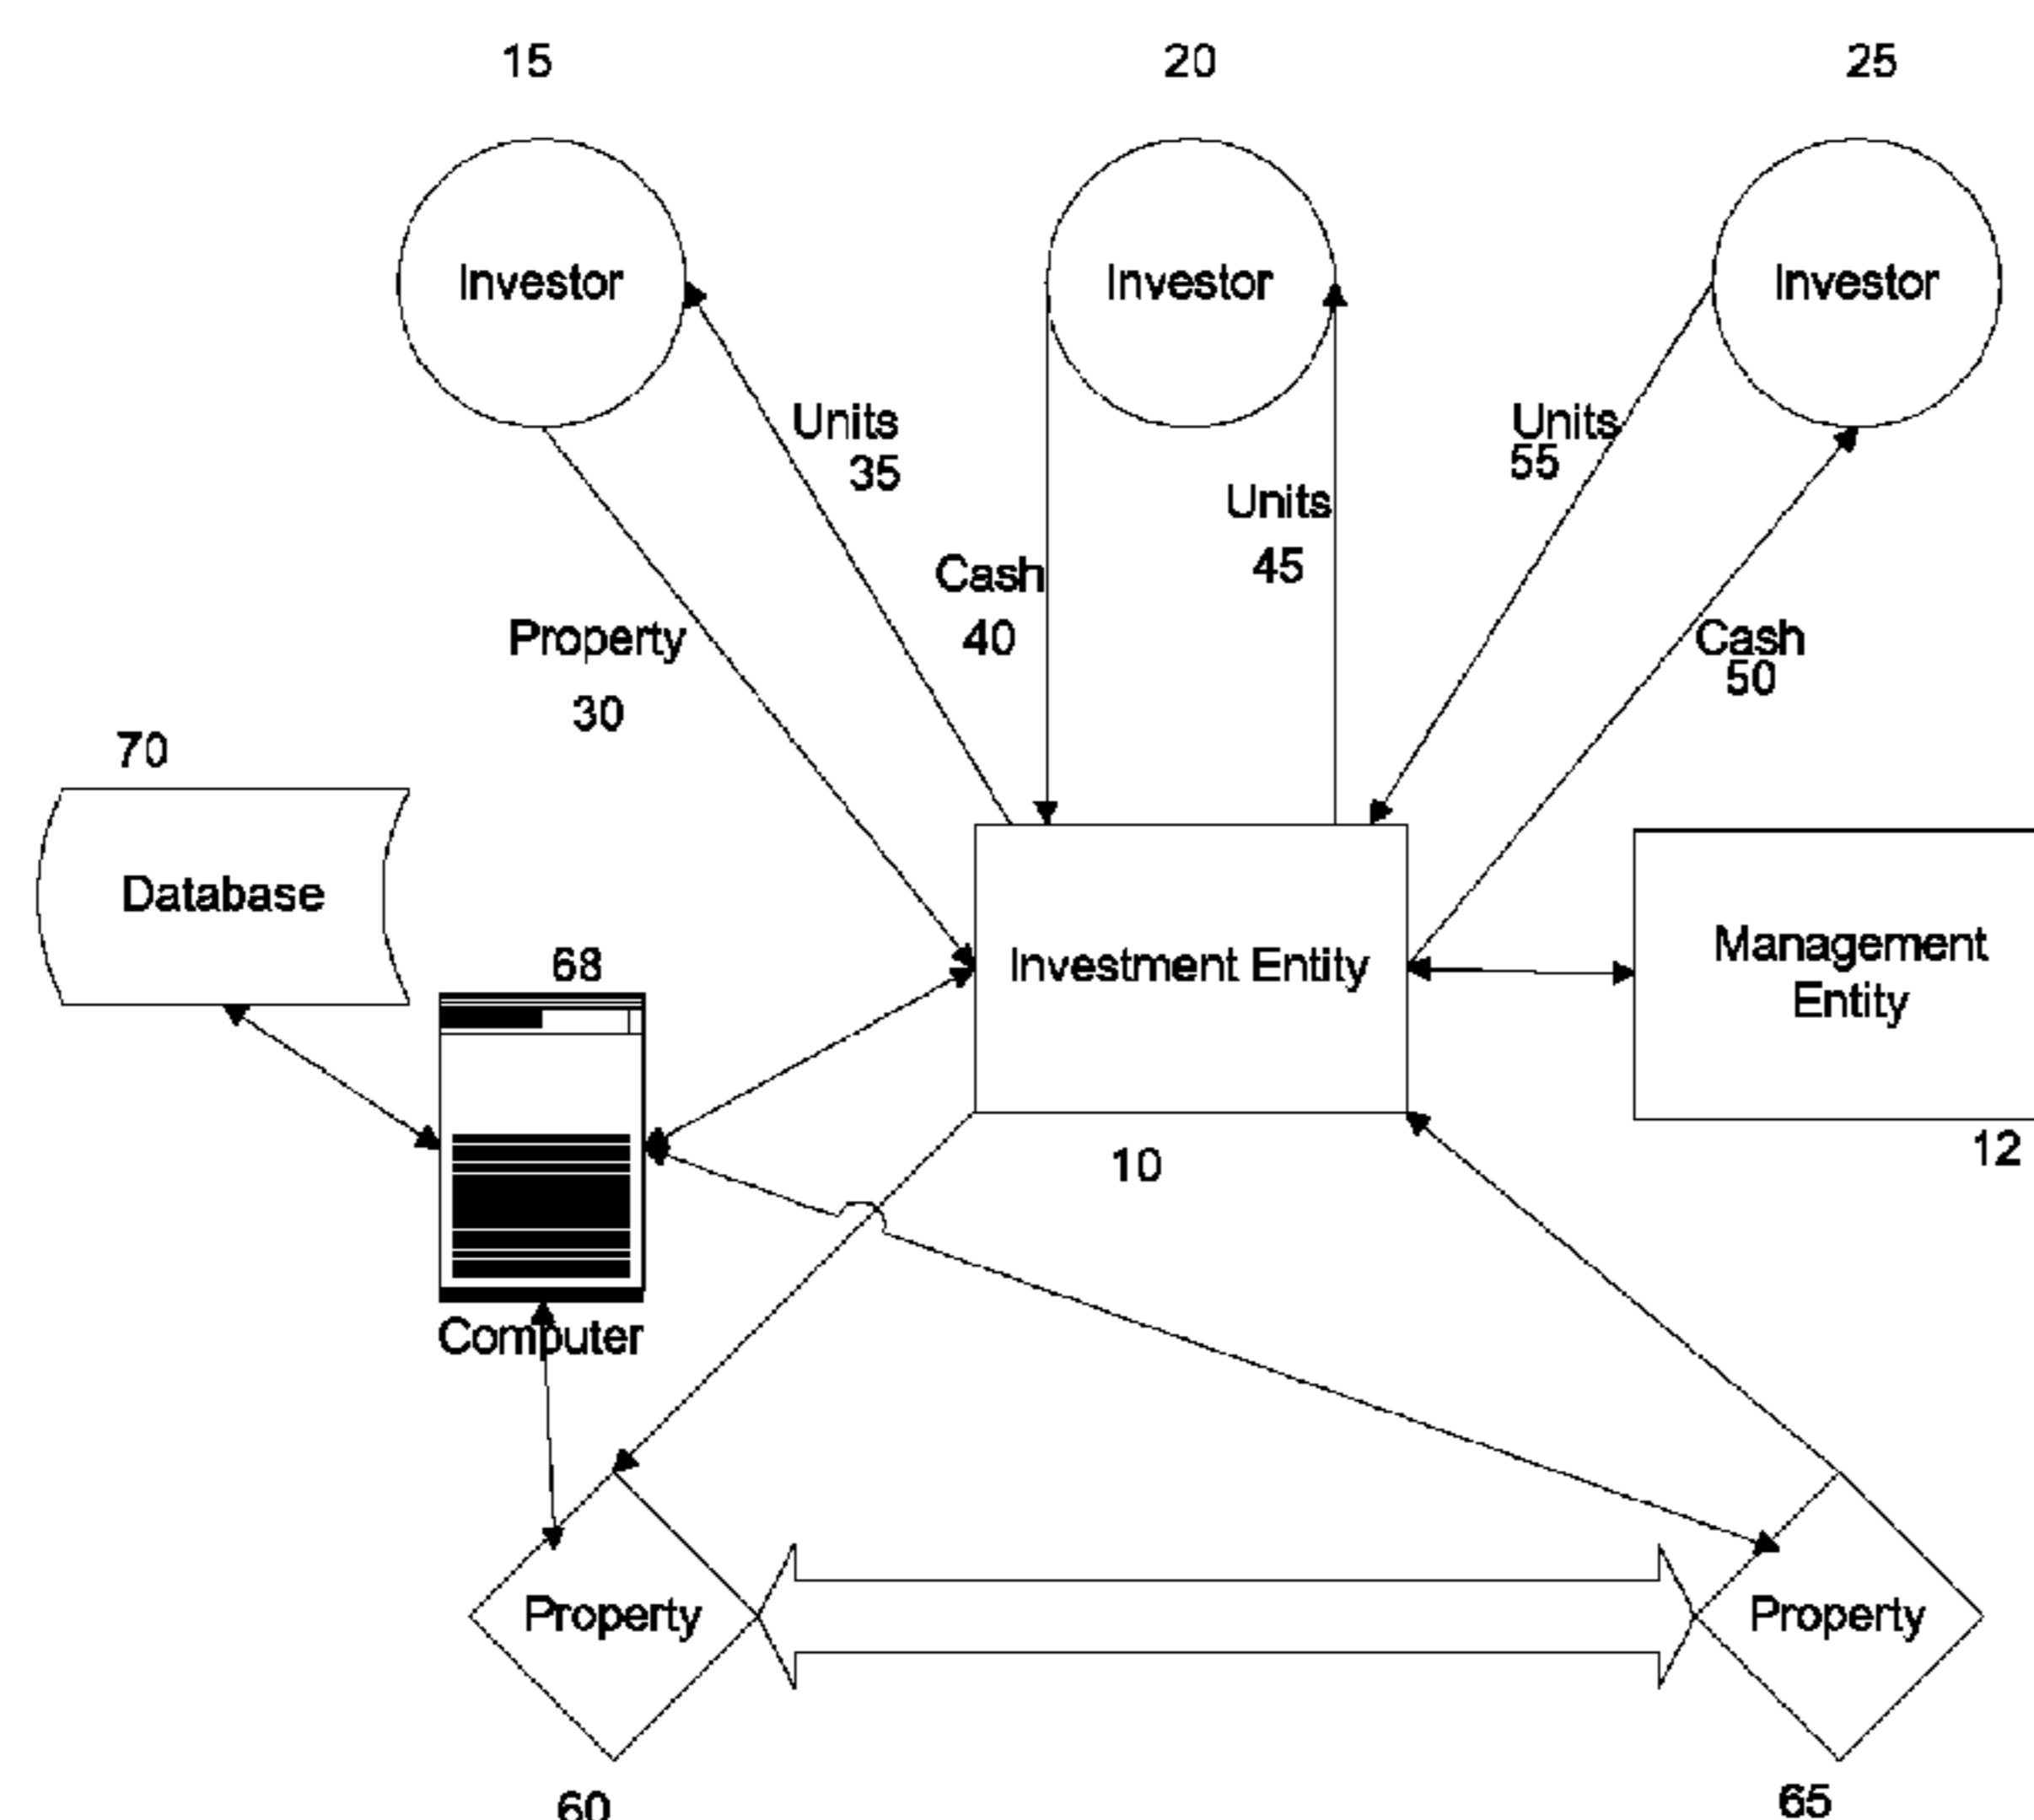 15
20
25
Investor
Investor
Investor
Units
35
Units
55
Units
45
Cash
40
Property
30
Cash
50
70
Database
68
Investment Entity
Management
Entity
12
10
Computer
Property
Property
60
65